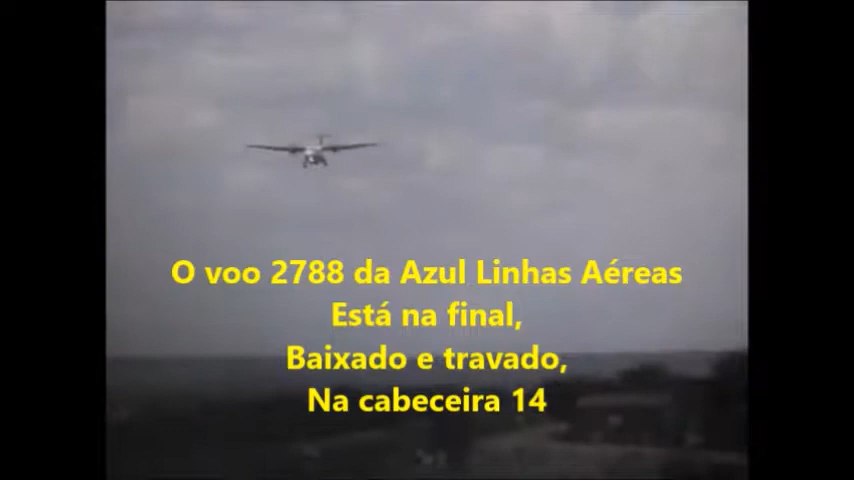 O voo 2788 da Azul Linhas Aéreas
Está na final,
Baixado e travado,
Na cabeceira 14